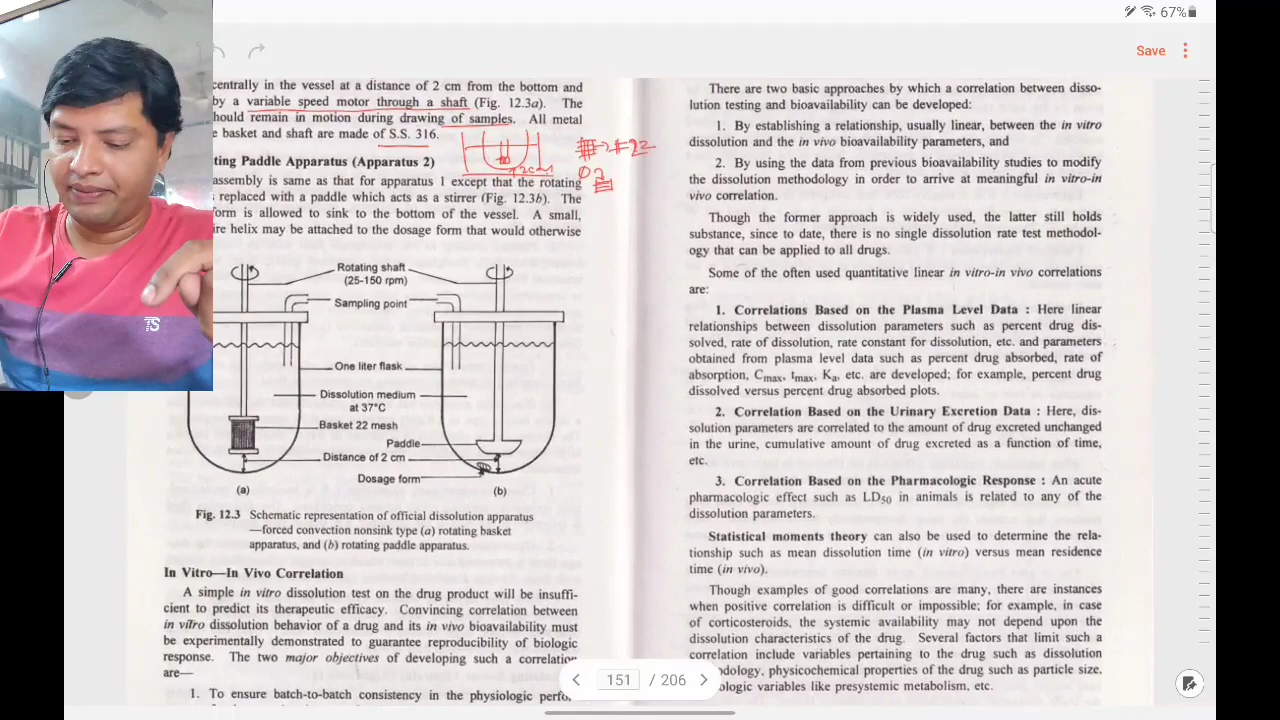 67%
Save
centrally in the vessel at a distance of 2 cm from the bottom and
by a variable speed motor through a shaft (Fig. 12.3a). The
hould remain in motion during drawing of samples. All metal
e basket and shaft are made of S.S. 316.
ting Paddle Apparatus (Apparatus 2)
assembly is same as that for apparatus 1 except that the rotating
s replaced with a paddle which acts as a stirrer (Fig. 12.3b). The
form is allowed to sink to the bottom of the vessel. A small,
ire helix may be attached to the dosage form that would otherwise
2cm
22
Rotating shaft
(25-150 rpm)
Sampling point
One liter flask
Dissolution medium
at 37°C
Basket 22 mesh
Paddle
Distance of 2 cm
Dosage form
(a)
(b)
Fig. 12.3 Schematic representation of official dissolution apparatus
—forced convection nonsink type (a) rotating basket
apparatus, and (b) rotating paddle apparatus.
In Vitro—In Vivo Correlation
A simple in vitro dissolution test on the drug product will be insuffi-
cient to predict its therapeutic efficacy. Convincing correlation between
in vitro dissolution behavior of a drug and its in vivo bioavailability must
be experimentally demonstrated to guarantee reproducibility of biologic
response. The two major objectives of developing such a correlation
are—
1. To ensure batch-to-batch consistency in the physiologic perfo
There are two basic approaches by which a correlation between disso-
lution testing and bioavailability can be developed:
1. By establishing a relationship, usually linear, between the in vitro
dissolution and the in vivo bioavailability parameters, and
2. By using the data from previous bioavailability studies to modify
the dissolution methodology in order to arrive at meaningful in vitro-in
vivo correlation.
Though the former approach is widely used, the latter still holds
substance, since to date, there is no single dissolution rate test methodol-
ogy that can be applied to all drugs.
Some of the often used quantitative linear in vitro-in vivo correlations
are:
1. Correlations Based on the Plasma Level Data : Here linear
relationships between dissolution parameters such as percent drug dis-
solved, rate of dissolution, rate constant for dissolution, etc. and parameters
obtained from plasma level data such as percent drug absorbed, rate of
absorption, Cmax, tmax, Ka, etc. are developed; for example, percent drug
dissolved versus percent drug absorbed plots.
2. Correlation Based on the Urinary Excretion Data : Here, dis-
solution parameters are correlated to the amount of drug excreted unchanged
in the urine, cumulative amount of drug excreted as a function of time,
etc.
3. Correlation Based on the Pharmacologic Response : An acute
pharmacologic effect such as LD50 in animals is related to any of the
dissolution parameters.
Statistical moments theory can also be used to determine the rela-
tionship such as mean dissolution time (in vitro) versus mean residence
time (in vivo).
Though examples of good correlations are many, there are instances
when positive correlation is difficult or impossible; for example, in case
of corticosteroids, the systemic availability may not depend upon the
dissolution characteristics of the drug. Several factors that limit such a
correlation include variables pertaining to the drug such as dissolution
odology, physicochemical properties of the drug such as particle size,
ologic variables like presystemic metabolism, etc.
151 / 206